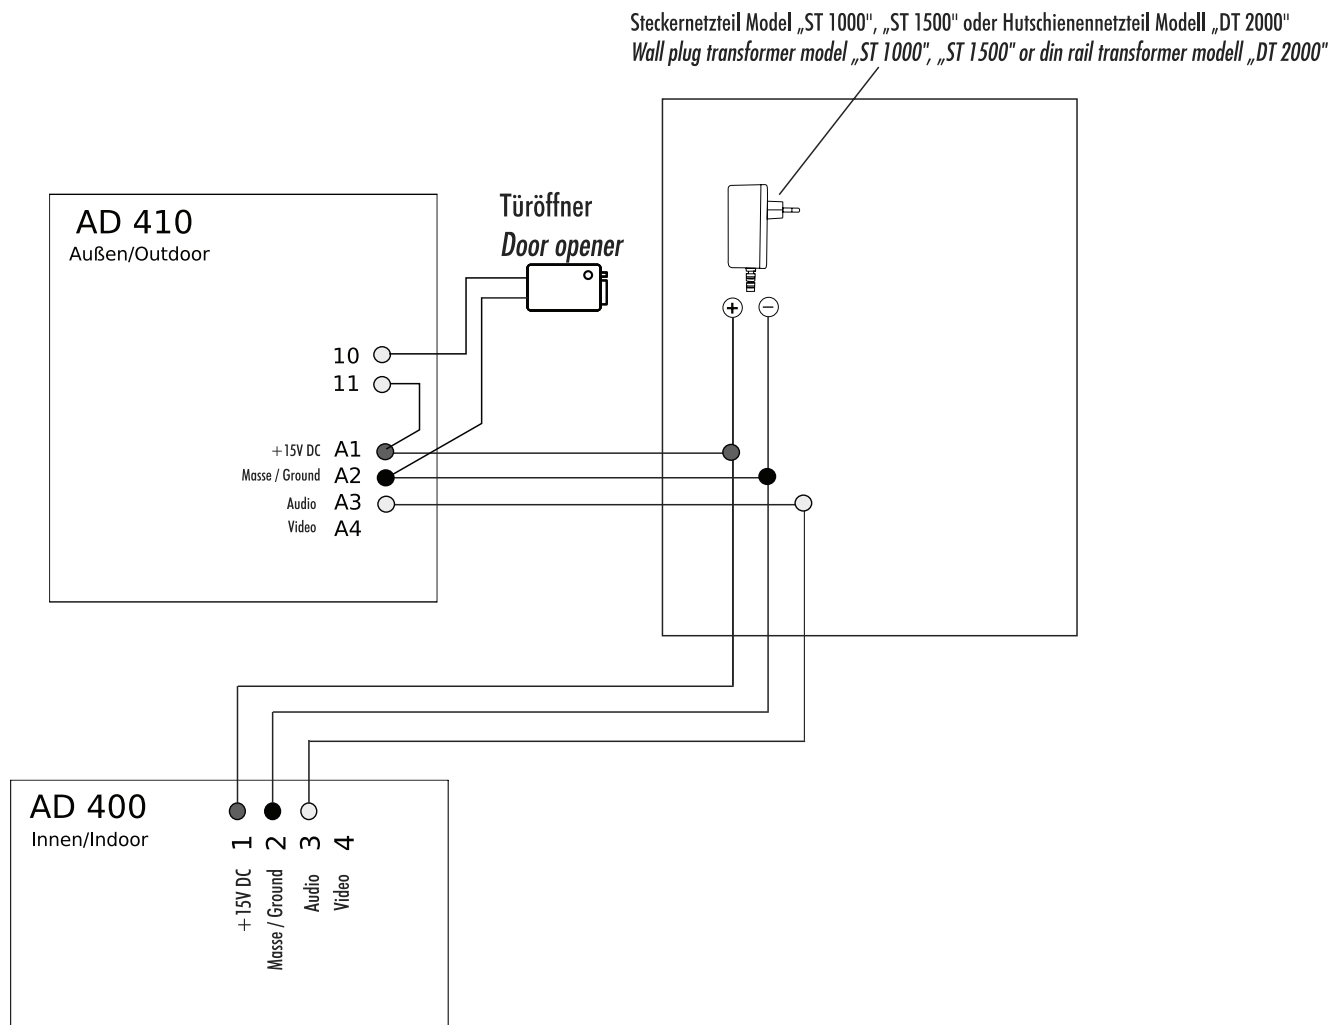 Steckernetzteil Model „ST 1000", „ST 1500" oder Hutschienennetzteil Modell „DT 2000"
Wall plug transformer model „ST 1000", „ST 1500" or din rail transformer modell „DT 2000"
AD 410
Außen/Outdoor
Türöffner
Door opener
+
−
10
11
+15V DC A1
Masse / Ground A2
Audio A3
Video A4
AD 400
Innen/Indoor
1 +15V DC
2 Masse / Ground
3 Audio
4 Video